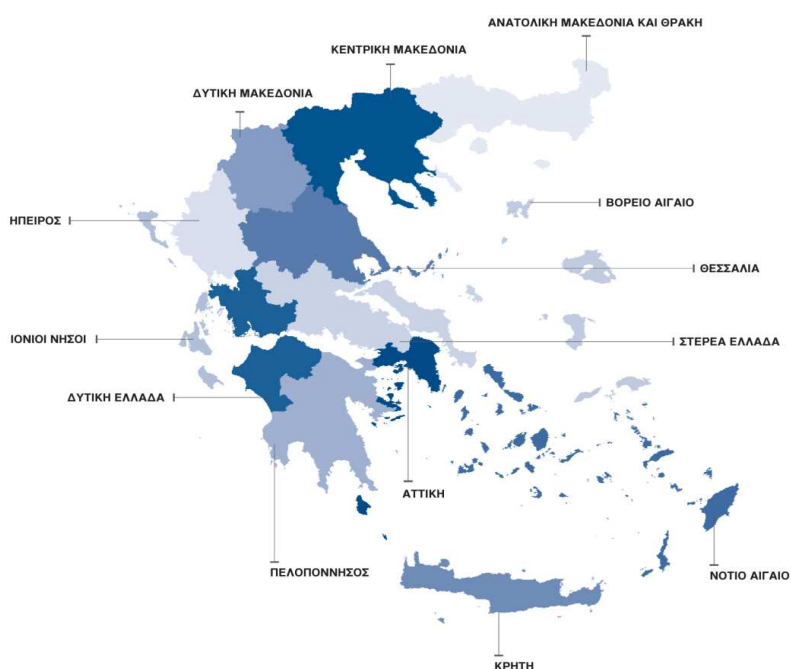 ΑΝΑΤΟΛΙΚΗ ΜΑΚΕΔΟΝΙΑ ΚΑΙ ΘΡΑΚΗ
ΚΕΝΤΡΙΚΗ ΜΑΚΕΔΟΝΙΑ
ΔΥΤΙΚΗ ΜΑΚΕΔΟΝΙΑ
ΒΟΡΕΙΟ ΑΙΓΑΙΟ
ΗΠΕΙΡΟΣ
ΘΕΣΣΑΛΙΑ
ΙΟΝΙΟΙ ΝΗΣΟΙ
ΣΤΕΡΕΑ ΕΛΛΑΔΑ
ΔΥΤΙΚΗ ΕΛΛΑΔΑ
ΑΤΤΙΚΗ
ΠΕΛΟΠΟΝΝΗΣΟΣ
ΝΟΤΙΟ ΑΙΓΑΙΟ
ΚΡΗΤΗ